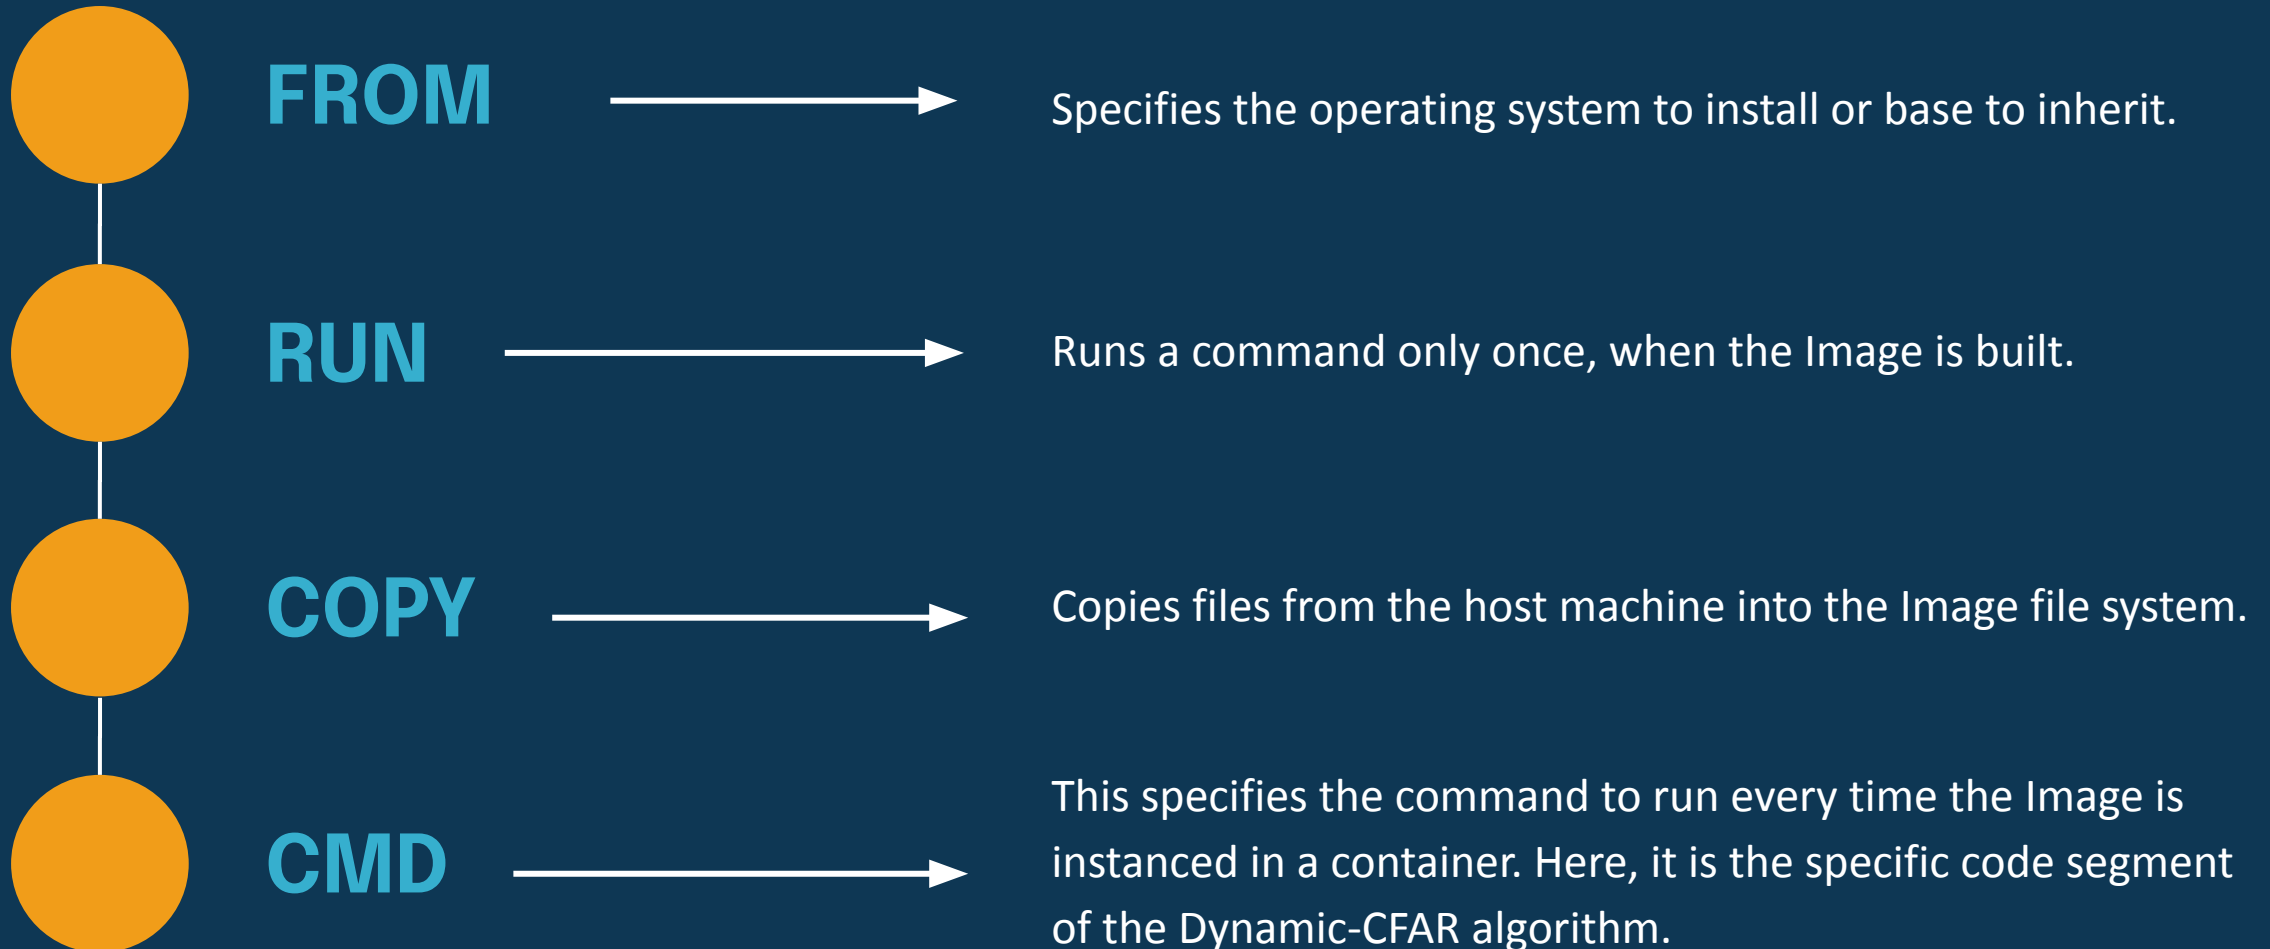 FROM
Specifies the operating system to install or base to inherit.
RUN
Runs a command only once, when the Image is built.
COPY
Copies files from the host machine into the Image file system.
CMD
This specifies the command to run every time the Image is
instanced in a container. Here, it is the specific code segment
of the Dynamic-CFAR algorithm.